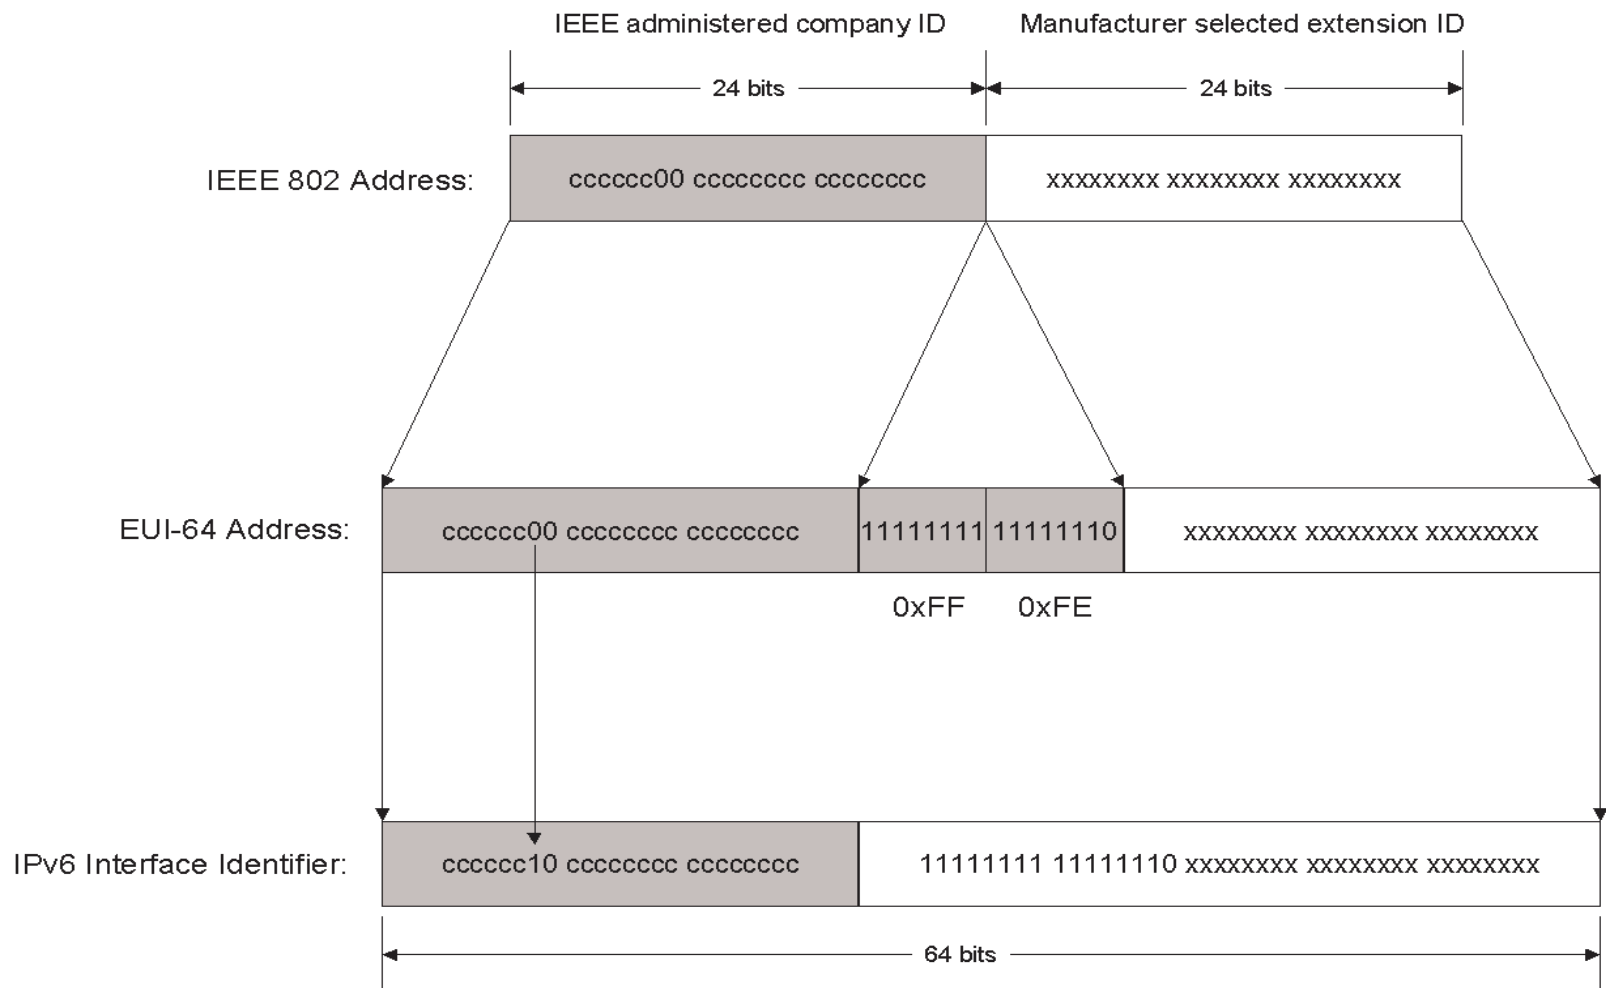 IEEE administered company ID Manufacturer selected extension ID
24 bits 24 bits
IEEE 802 Address: cccccc00 cccccccc cccccccc xxxxxxxx xxxxxxxx xxxxxxxx
EUI-64 Address: cccccc00 cccccccc cccccccc 11111111 11111110 xxxxxxxx xxxxxxxx xxxxxxxx
0xFF 0xFE
IPv6 Interface Identifier: cccccc10 cccccccc cccccccc 11111111 11111110 xxxxxxxx xxxxxxxx xxxxxxxx
64 bits